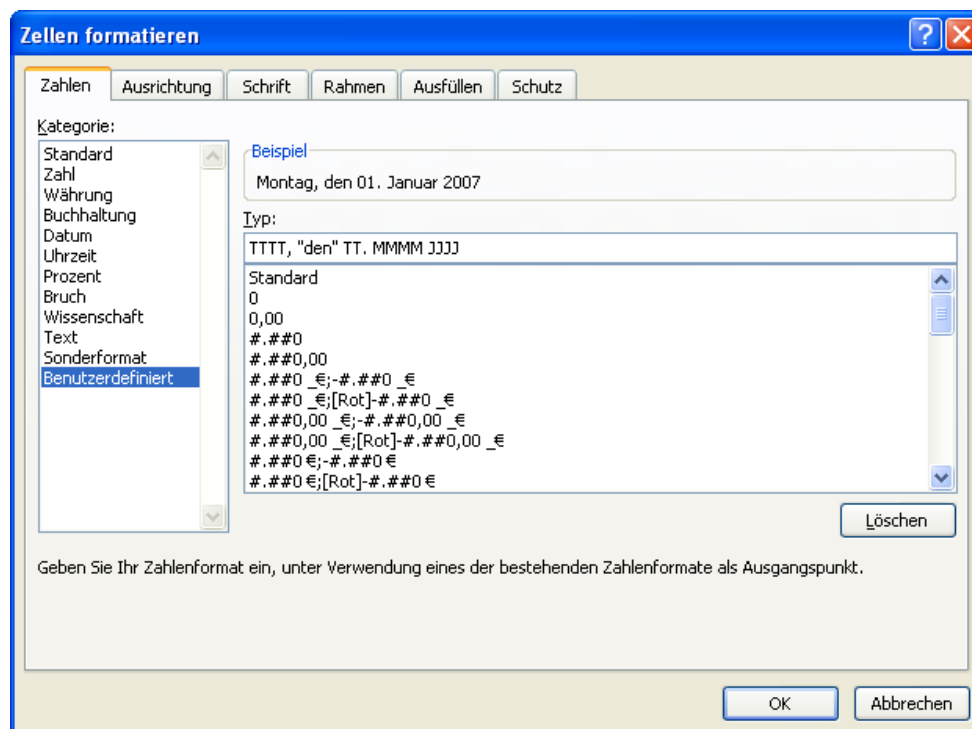 Zellen formatieren
Zahlen Ausrichtung Schrift Rahmen Ausfüllen Schutz
Kategorie:
Standard
Zahl
Währung
Buchhaltung
Datum
Uhrzeit
Prozent
Bruch
Wissenschaft
Text
Sonderformat
Benutzerdefiniert
Beispiel
Montag, den 01. Januar 2007
Typ:
TTTT, "den" TT. MMMM JJJJ
Standard
0
0,00
#.##0
#.##0,00
#.##0 _€;-#.##0 _€
#.##0 _€;[Rot]-#.##0 _€
#.##0,00 _€;-#.##0,00 _€
#.##0,00 _€;[Rot]-#.##0,00 _€
#.##0 €;-#.##0 €
#.##0 €;[Rot]-#.##0 €
Löschen
Geben Sie Ihr Zahlenformat ein, unter Verwendung eines der bestehenden Zahlenformate als Ausgangspunkt.
OK Abbrechen